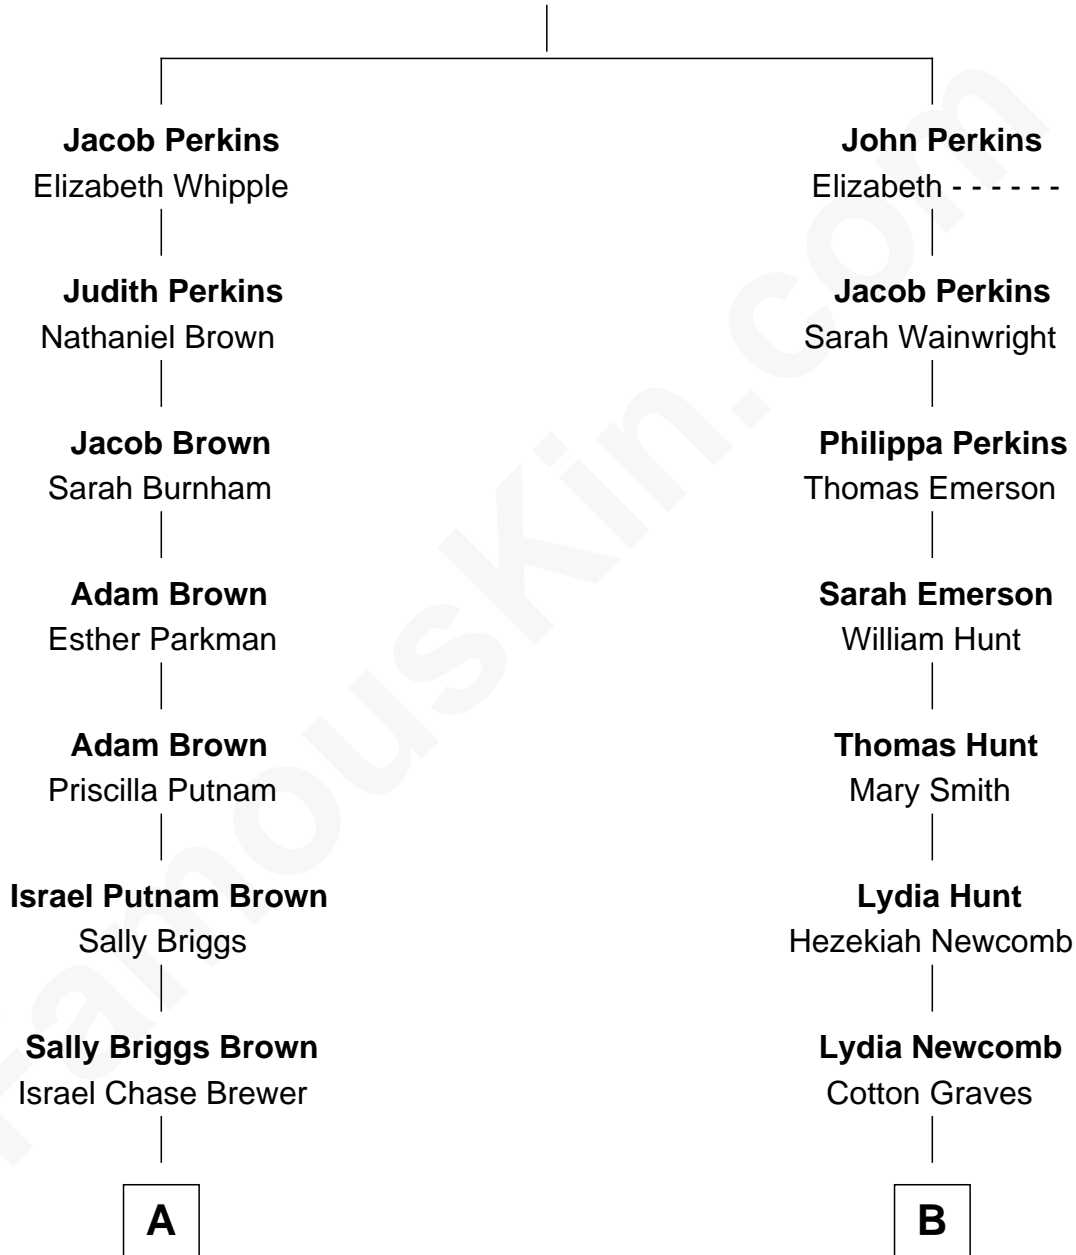 Jacob Perkins
Elizabeth Whipple
Judith Perkins
Nathaniel Brown
Jacob Brown
Sarah Burnham
Adam Brown
Esther Parkman
Adam Brown
Priscilla Putnam
Israel Putnam Brown
Sally Briggs
Sally Briggs Brown
Israel Chase Brewer
A
John Perkins
Elizabeth - - - - - -
Jacob Perkins
Sarah Wainwright
Philippa Perkins
Thomas Emerson
Sarah Emerson
William Hunt
Thomas Hunt
Mary Smith
Lydia Hunt
Hezekiah Newcomb
Lydia Newcomb
Cotton Graves
B
FamousKin.com